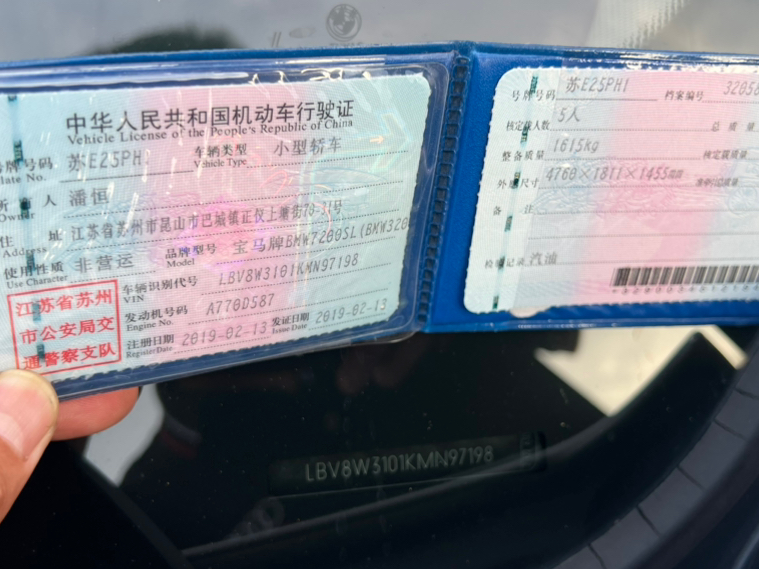 中华人民共和国机动车行驶证
Vehicle License of the People's Republic of China
号牌号码 苏E25PH1 车辆类型 小型轿车
Plate No. Vehicle Type
所 有 人 潘恒
Owner
住 址 江苏省苏州市昆山市巴城镇正仪上塘街70-31号
Address
使用性质 非营运 品牌型号 宝马牌BMW7200SL(BMW320
Use Character Model
江苏省苏州
市公安局交
通警察支队
车辆识别代号 LBV8W3101KMN97198
VIN
发动机号码 A770D587
Engine No.
注册日期 2019-02-13 发证日期 2019-02-13
Register Date Issue Date
号牌号码 苏E25PH1 档案编号 3205
核定载人数 5人 总 质 量
整备质量 1615kg 核定载质量
外廓尺寸 4760×1811×1455
备 注
检验记录 汽油
LBV8W3101KMN97198